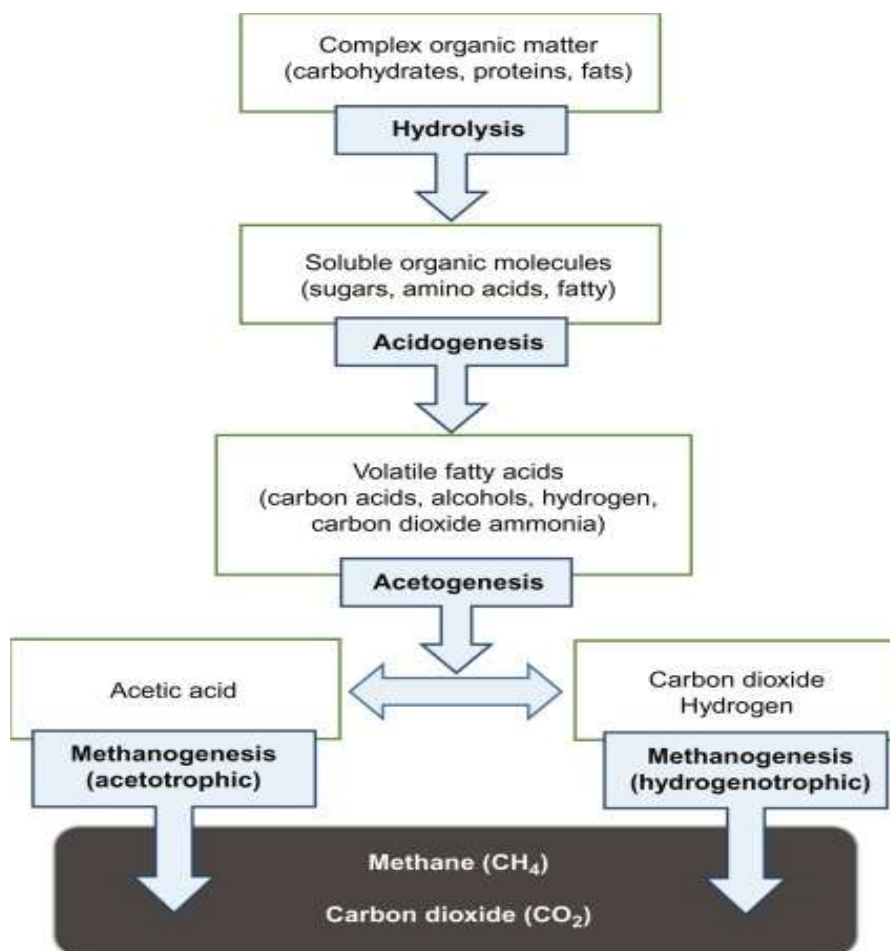 Complex organic matter
(carbohydrates, proteins, fats)
Hydrolysis
Soluble organic molecules
(sugars, amino acids, fatty)
Acidogenesis
Volatile fatty acids
(carbon acids, alcohols, hydrogen,
carbon dioxide ammonia)
Acetogenesis
Acetic acid
Carbon dioxide
Hydrogen
Methanogenesis
(acetotrophic)
Methanogenesis
(hydrogenotrophic)
Methane (CH₄)
Carbon dioxide (CO₂)